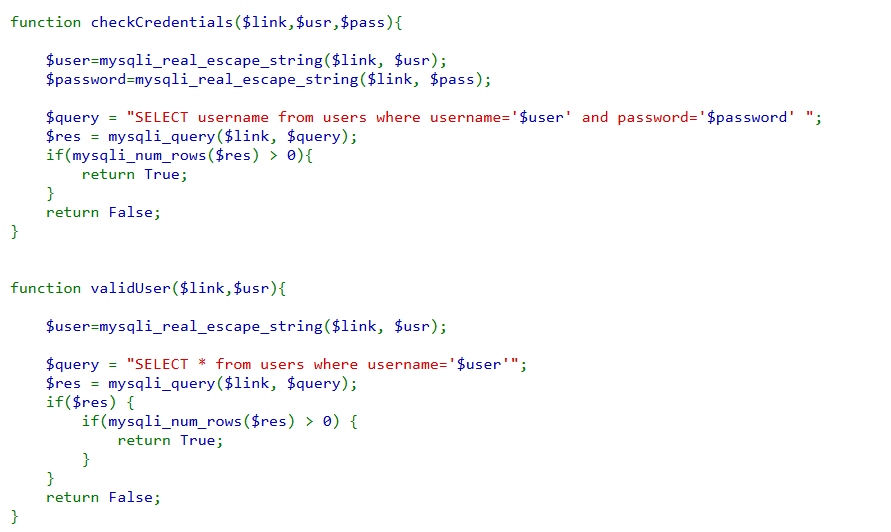 function checkCredentials($link,$usr,$pass){
    $user=mysqli_real_escape_string($link, $usr);
    $password=mysqli_real_escape_string($link, $pass);
    $query = "SELECT username from users where username='$user' and password='$password' ";
    $res = mysqli_query($link, $query);
    if(mysqli_num_rows($res) > 0){
        return True;
    }
    return False;
}
function validUser($link,$usr){
    $user=mysqli_real_escape_string($link, $usr);
    $query = "SELECT * from users where username='$user'";
    $res = mysqli_query($link, $query);
    if($res) {
        if(mysqli_num_rows($res) > 0) {
            return True;
        }
    }
    return False;
}